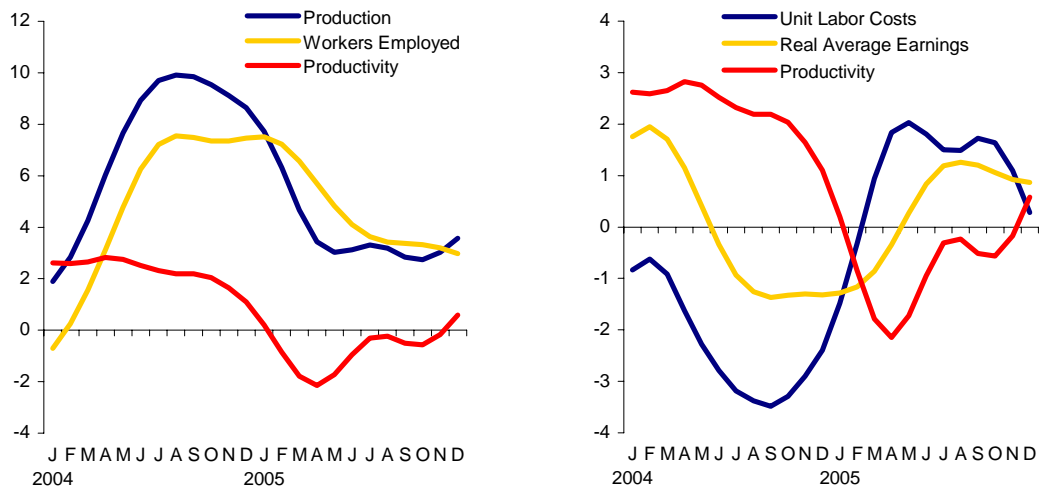 Production
Workers Employed
Productivity
12
10
8
6
4
2
0
-2
-4
J F M A M J J A S O N D J F M A M J J A S O N D
2004 2005
Unit Labor Costs
Real Average Earnings
Productivity
4
3
2
1
0
-1
-2
-3
-4
J F M A M J J A S O N D J F M A M J J A S O N D
2004 2005